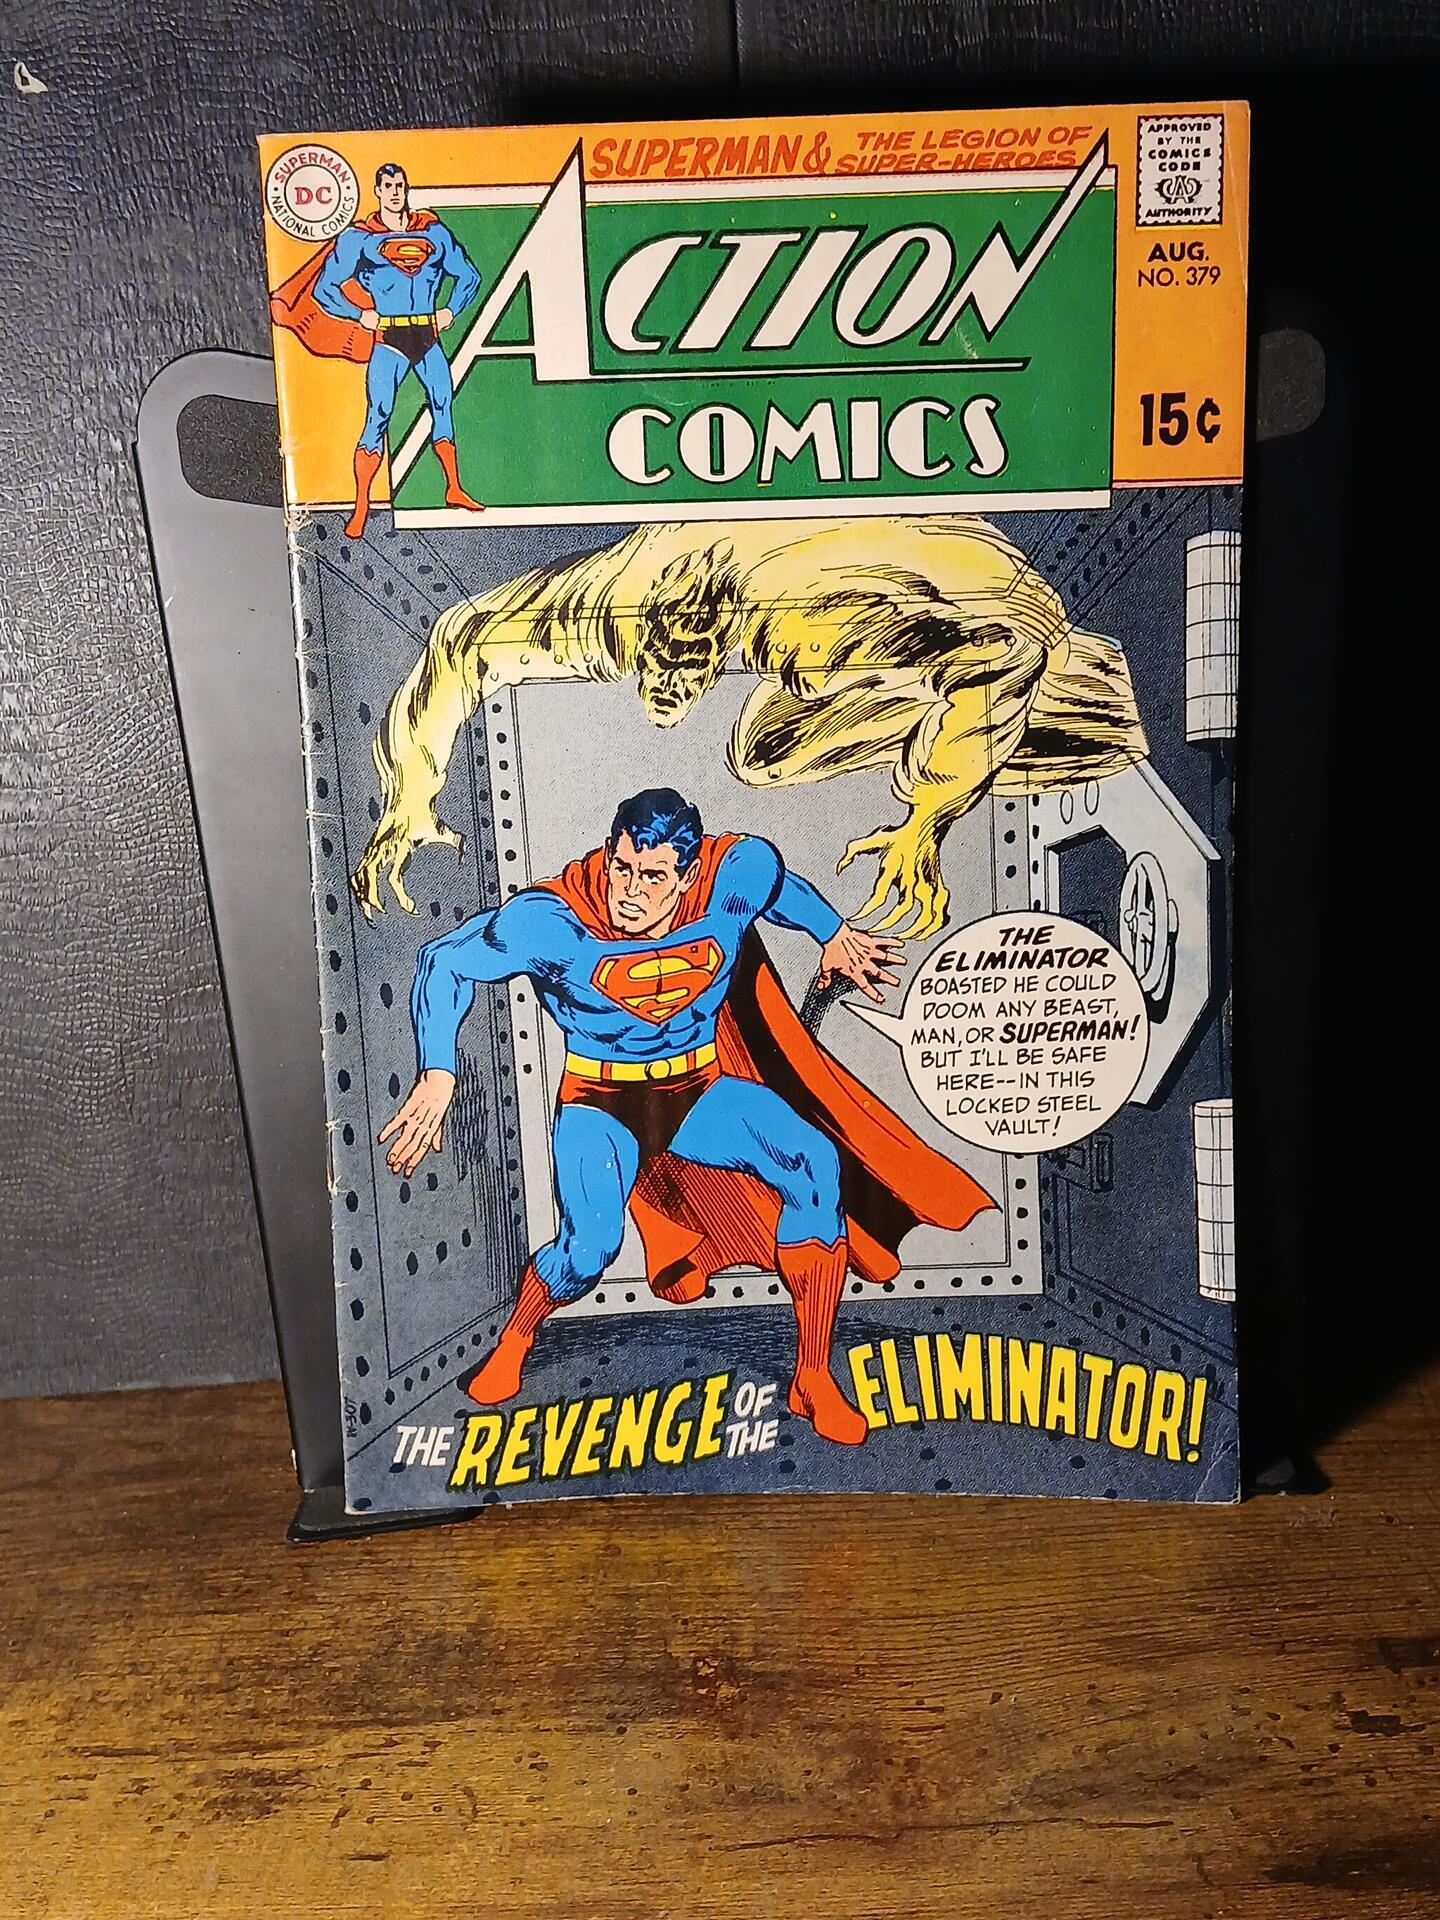 SUPERMAN & THE LEGION OF
SUPER-HEROES
SUPERMAN
DC
NATIONAL COMICS
APPROVED
BY THE
COMICS
CODE
CA
AUTHORITY
ACTION
COMICS
AUG.
NO. 379
15¢
S
THE
ELIMINATOR
BOASTED HE COULD
DOOM ANY BEAST,
MAN, OR SUPERMAN!
BUT I'LL BE SAFE
HERE--IN THIS
LOCKED STEEL
VAULT!
THE REVENGE OF
THE
ELIMINATOR!